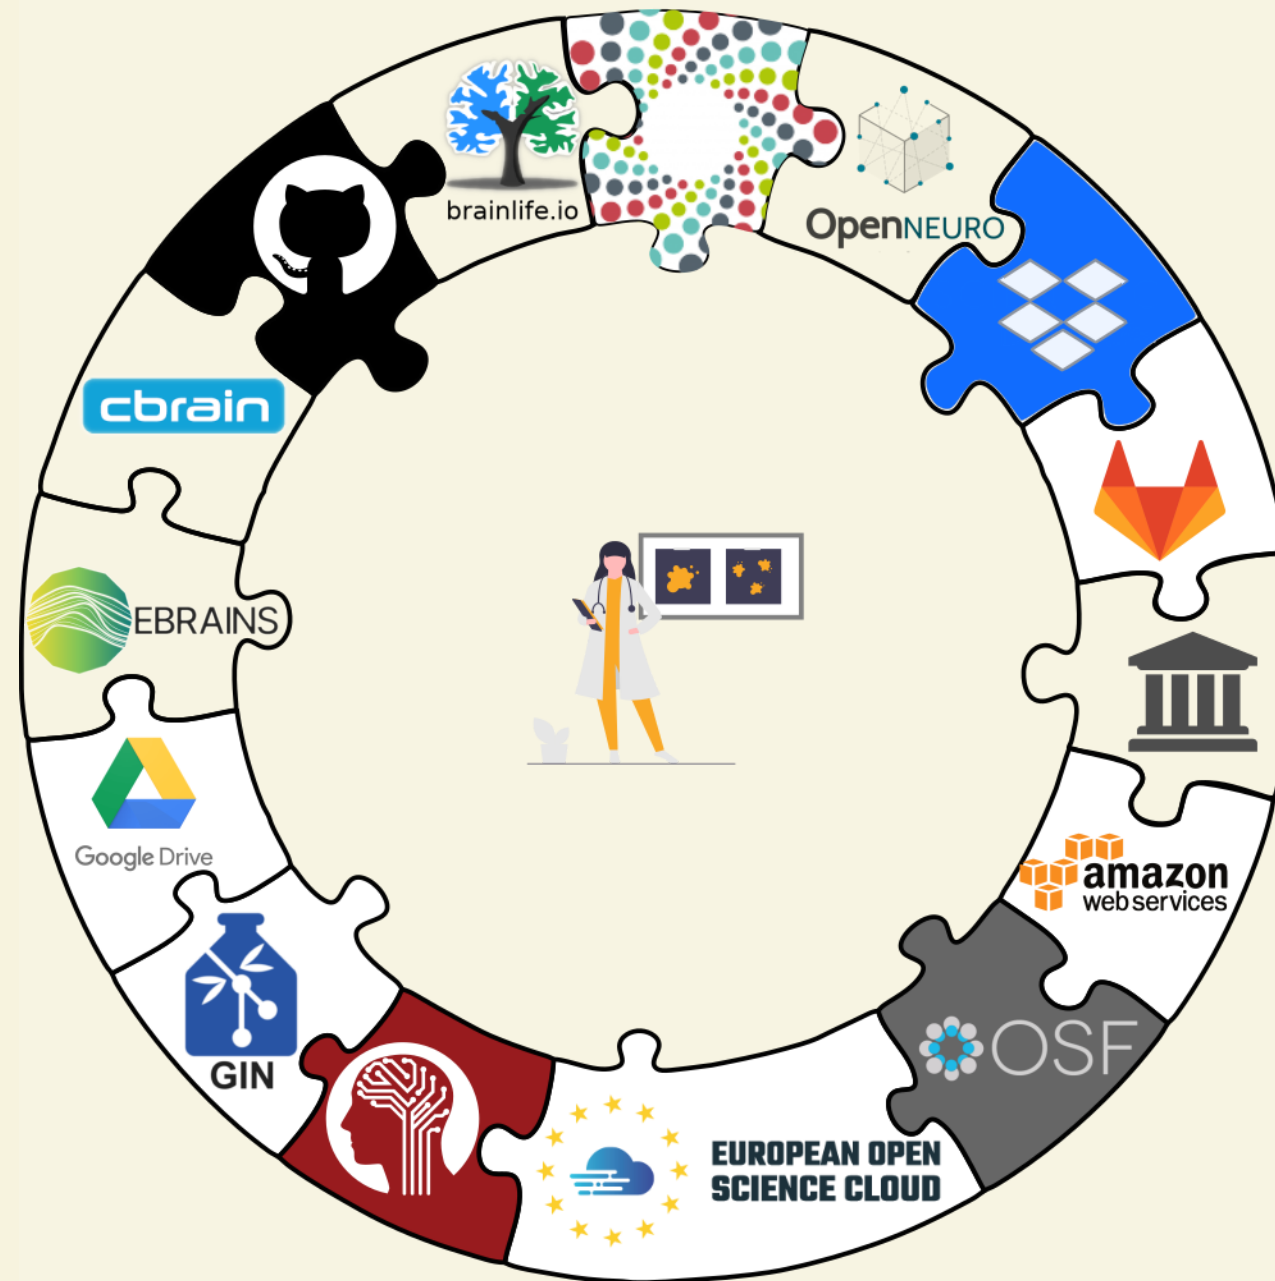 brainlife.io
OpenNEURO
cbrain
EBRAINS
Google Drive
amazon
web services
OSF
GIN
EUROPEAN OPEN
SCIENCE CLOUD